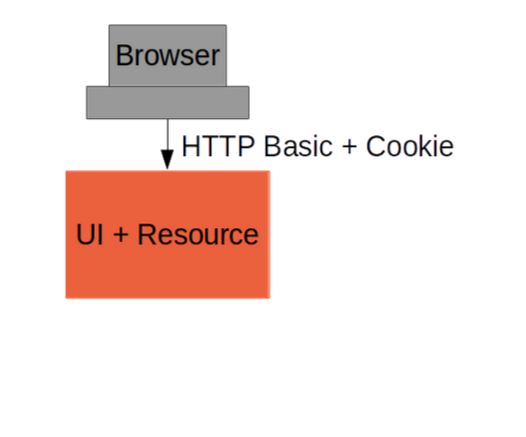 Browser
HTTP Basic + Cookie
UI + Resource